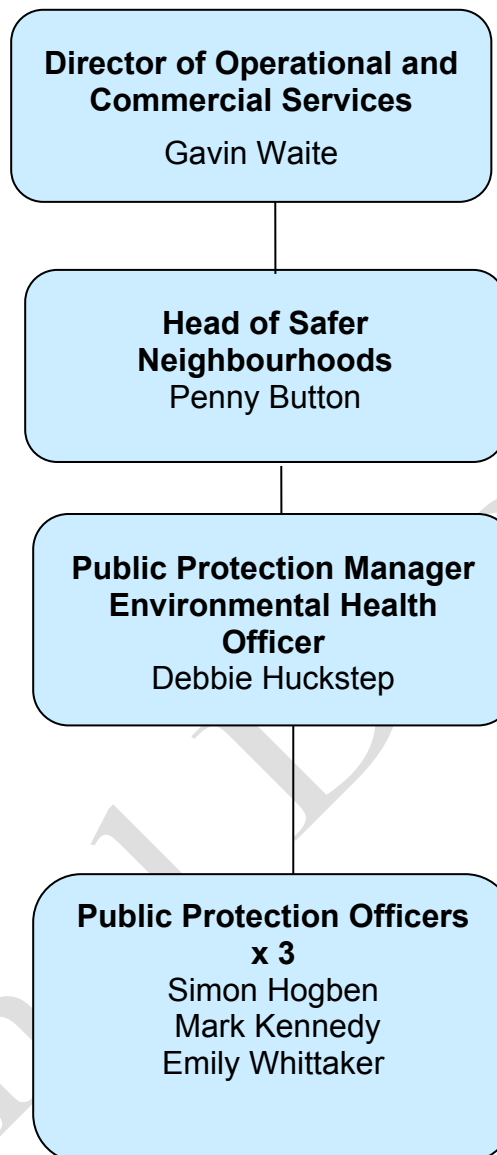 Director of Operational and
Commercial Services
Gavin Waite
Head of Safer
Neighbourhoods
Penny Button
Public Protection Manager
Environmental Health
Officer
Debbie Huckstep
Public Protection Officers
x 3
Simon Hogben
Mark Kennedy
Emily Whittaker